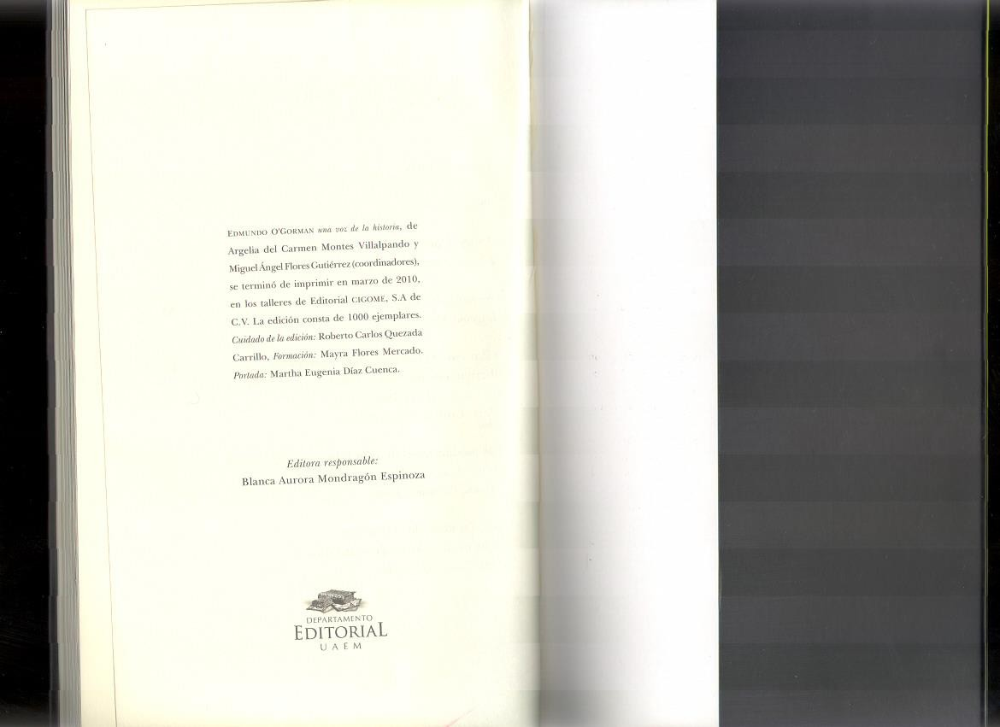 EDMUNDO O'GORMAN una voz de la historia, de
Argelia del Carmen Montes Villalpando y
Miguel Ángel Flores Gutiérrez (coordinadores),
se terminó de imprimir en marzo de 2010,
en los talleres de Editorial CIGOME, S.A de
C.V. La edición consta de 1000 ejemplares.
Cuidado de la edición: Roberto Carlos Quezada
Carrillo, Formación: Mayra Flores Mercado.
Portada: Martha Eugenia Díaz Cuenca.
Editora responsable:
Blanca Aurora Mondragón Espinoza
DEPARTAMENTO
EDITORIAL
UAEM